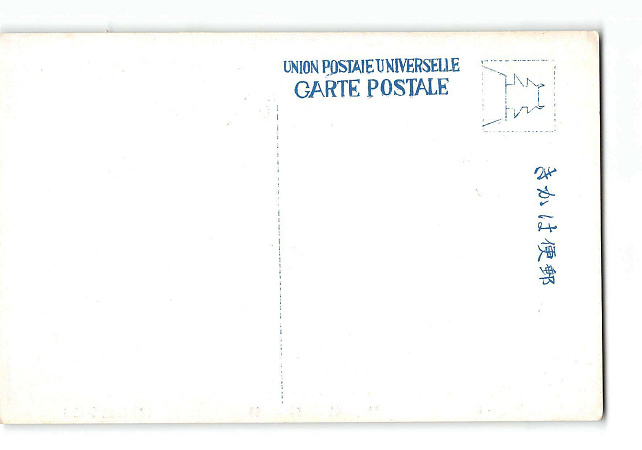 UNION POSTAIE UNIVERSELLE
CARTE POSTALE
きかは便郵